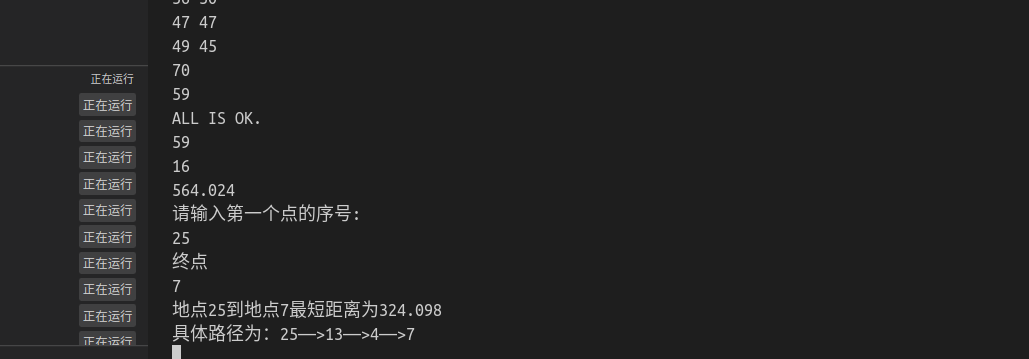 47 47
49 45
70
59
ALL IS OK.
59
16
564.024
请输入第一个点的序号:
25
终点
7
地点25到地点7最短距离为324.098
具体路径为: 25——>13——>4——>7
正在运行
正在运行
正在运行
正在运行
正在运行
正在运行
正在运行
正在运行
正在运行
正在运行
正在运行